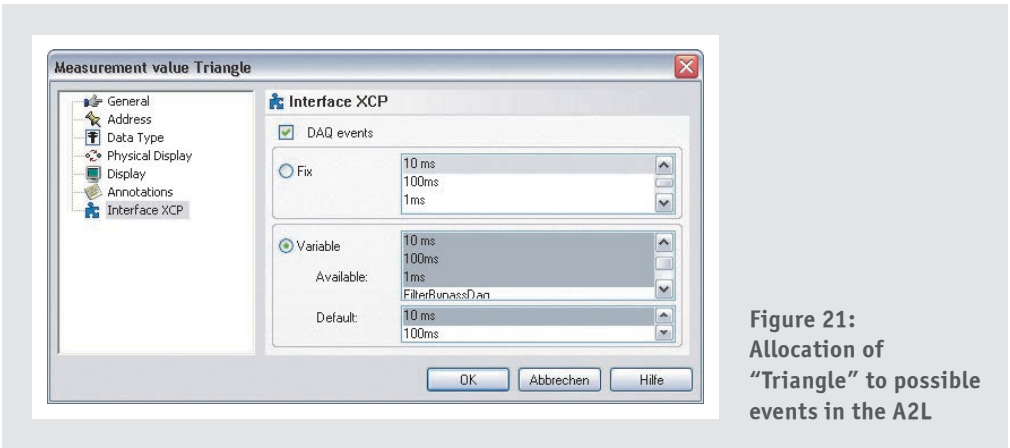 Measurement value Triangle
General
Address
Data Type
Physical Display
Display
Annotations
Interface XCP
Interface XCP
DAQ events
Fix
10 ms
100ms
1ms
Variable
Available:
10 ms
100ms
1ms
FilterBypassDaq
Default:
10 ms
100ms
OK
Abbrechen
Hilfe
Figure 21:
Allocation of
“Triangle” to possible
events in the A2L